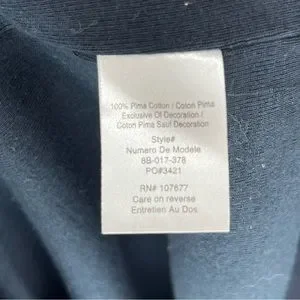 100% Pima Cotton / Coton Pima
Exclusive Of Decoration /
Coton Pima Sauf Decoration
Style#
Numero De Modele
6B-017-378
PO#3421
RN# 107677
Care on reverse
Entretien Au Dos